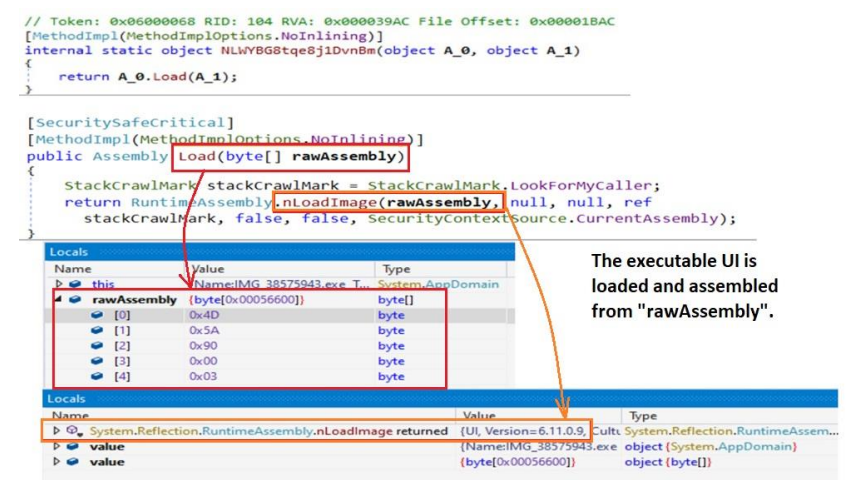 // Token: 0x06000068 RID: 104 RVA: 0x000039AC File Offset: 0x00001BAC
[MethodImpl(MethodImplOptions.NoInlining)]
internal static object NLWYBG8tqe8j1DvnBm(object A_0, object A_1)
{
return A_0.Load(A_1);
}
[SecuritySafeCritical]
[MethodImpl(MethodImplOptions.NoInlining)]
public Assembly Load(byte[] rawAssembly)
{
StackCrawlMark stackCrawlMark = StackCrawlMark.LookForMyCaller;
return RuntimeAssembly.nLoadImage(rawAssembly, null, null, ref
stackCrawlMark, false, false, SecurityContextSource.CurrentAssembly);
}
The executable UI is
loaded and assembled
from "rawAssembly".
Locals
Name Value Type
this {Name:IMG_38575943.exe T... System.AppDomain
rawAssembly {byte[0x00056600]} byte[]
[0] 0x4D byte
[1] 0x5A byte
[2] 0x90 byte
[3] 0x00 byte
[4] 0x03 byte
Locals
Name Value Type
System.Reflection.RuntimeAssembly.nLoadImage returned {UI, Version=6.11.0.9, Cultu System.Reflection.RuntimeAssem...
value {Name:IMG_38575943.exe object {System.AppDomain}
value {byte[0x00056600]} object {byte[]}